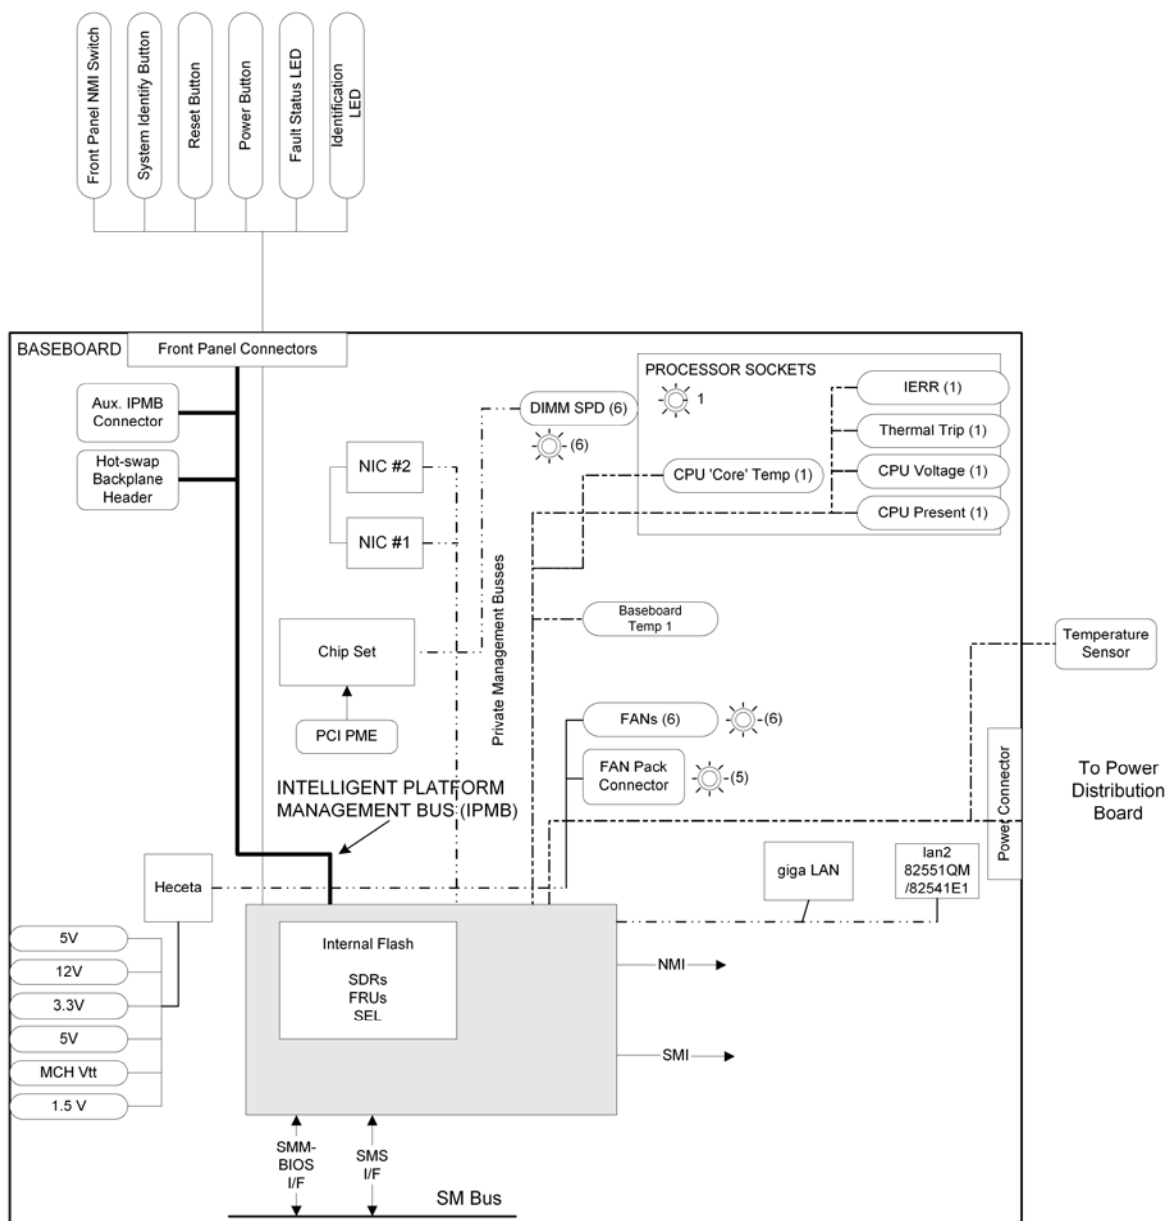 Front Panel NMI Switch
System Identify Button
Reset Button
Power Button
Fault Status LED
Identification
LED
BASEBOARD
Front Panel Connectors
Aux. IPMB
Connector
Hot-swap
Backplane
Header
NIC #2
NIC #1
DIMM SPD (6)
(6)
PROCESSOR SOCKETS
1
IERR (1)
Thermal Trip (1)
CPU 'Core' Temp (1)
CPU Voltage (1)
CPU Present (1)
Private Management Busses
Baseboard
Temp 1
Chip Set
PCI PME
Temperature
Sensor
FANs (6)
(6)
FAN Pack
Connector
(5)
Power Connector
To Power
Distribution
Board
INTELLIGENT PLATFORM
MANAGEMENT BUS (IPMB)
Heceta
giga LAN
lan2
82551QM
/82541E1
5V
12V
3.3V
5V
MCH Vtt
1.5 V
Internal Flash
SDRs
FRUs
SEL
NMI
SMI
SMM-
BIOS
I/F
SMS
I/F
SM Bus